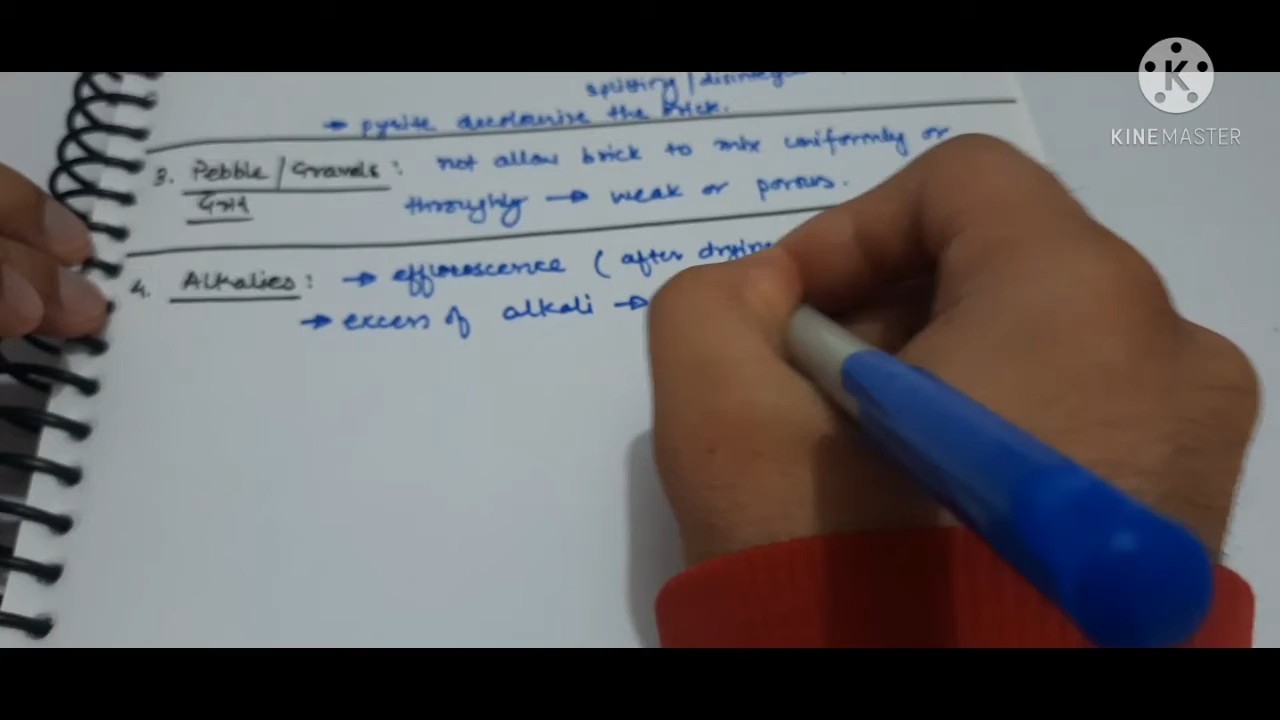 splitting /
→ pyrite decolourise the brick.
3. Pebble / Gravels : not allow brick to mix uniformly or
Grit throughly → weak or porous.
4. Alkalies : → efflorescence ( after drying
→ excess of alkali →
K
KINEMASTER